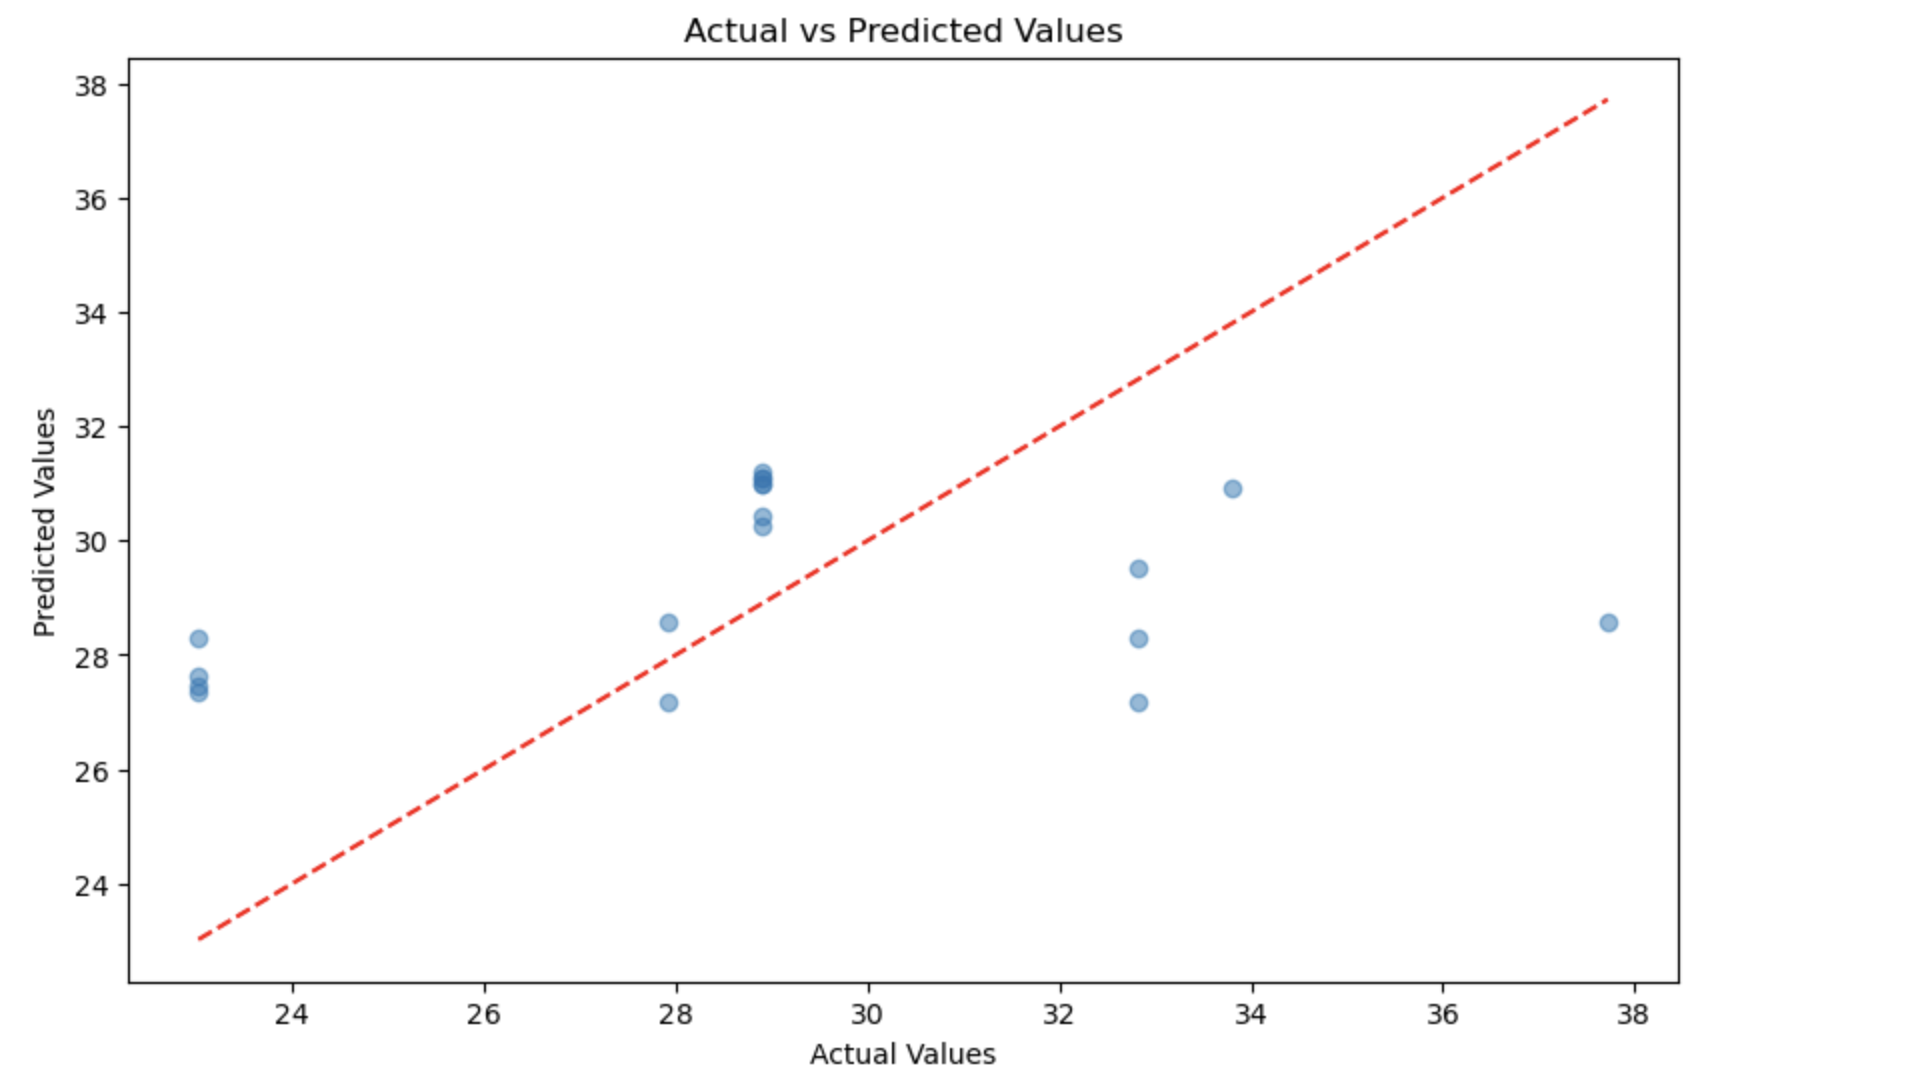 Actual vs Predicted Values
Predicted Values
38
36
34
32
30
28
26
24
24 26 28 30 32 34 36 38
Actual Values